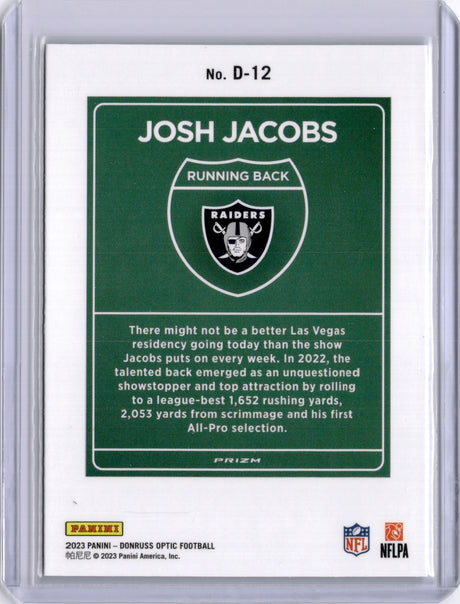 No. D-12
JOSH JACOBS
RUNNING BACK
RAIDERS
There might not be a better Las Vegas
residency going today than the show
Jacobs puts on every week. In 2022, the
talented back emerged as an unquestioned
showstopper and top attraction by rolling
to a league-best 1,652 rushing yards,
2,053 yards from scrimmage and his first
All-Pro selection.
PRIZM
PANINI
2023 PANINI – DONRUSS OPTIC FOOTBALL
帕尼尼 © 2023 Panini America, Inc.
NFL
NFLPA